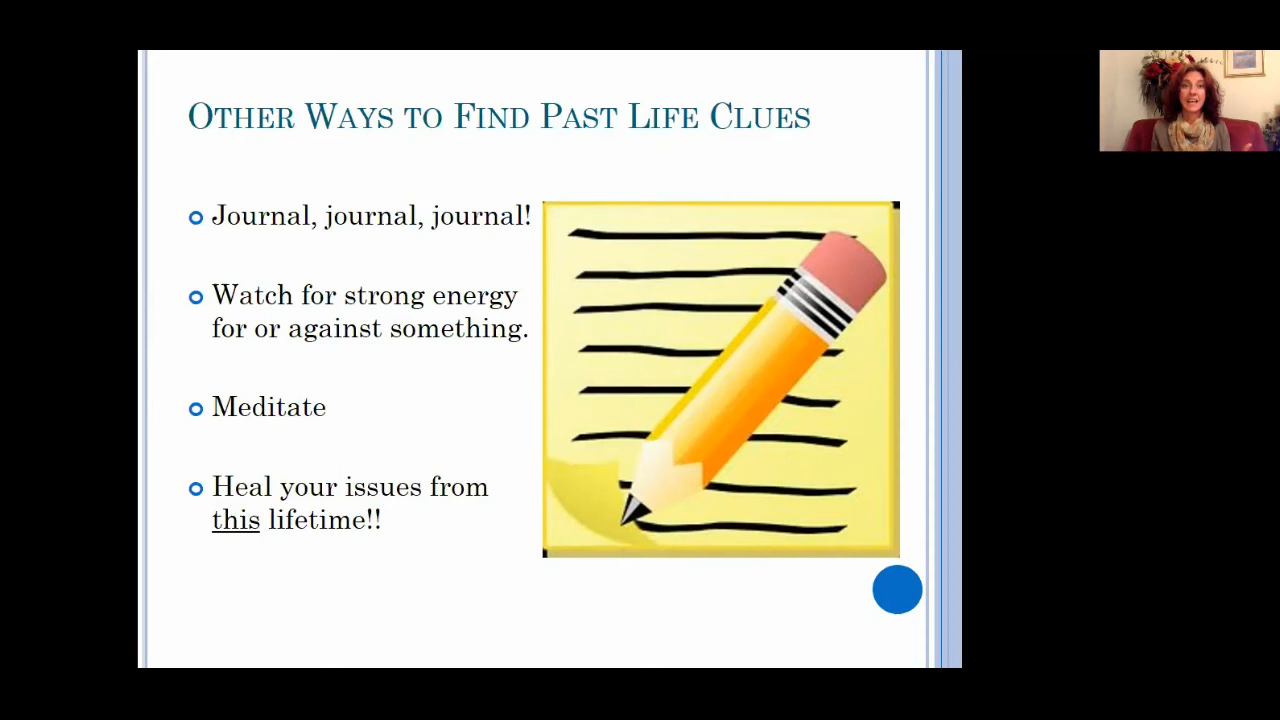 Other Ways to Find Past Life Clues
Journal, journal, journal!
Watch for strong energy
for or against something.
Meditate
Heal your issues from
this lifetime!!